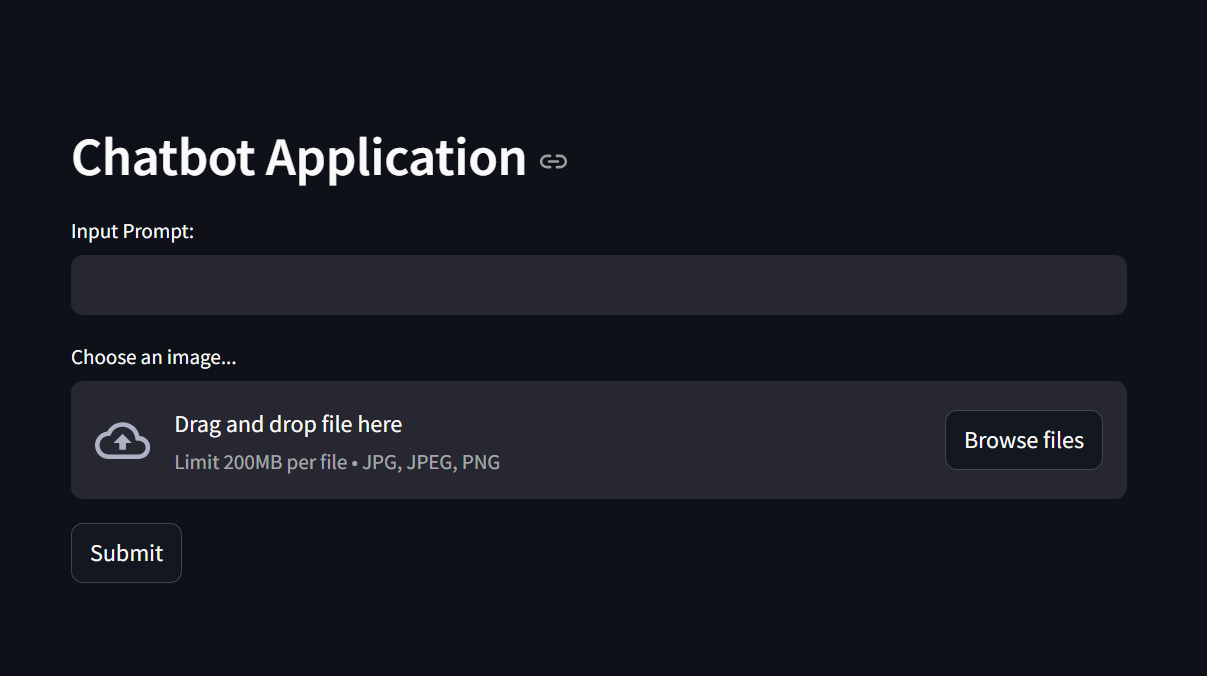 Chatbot Application
Input Prompt:
Choose an image...
Drag and drop file here
Limit 200MB per file • JPG, JPEG, PNG
Browse files
Submit